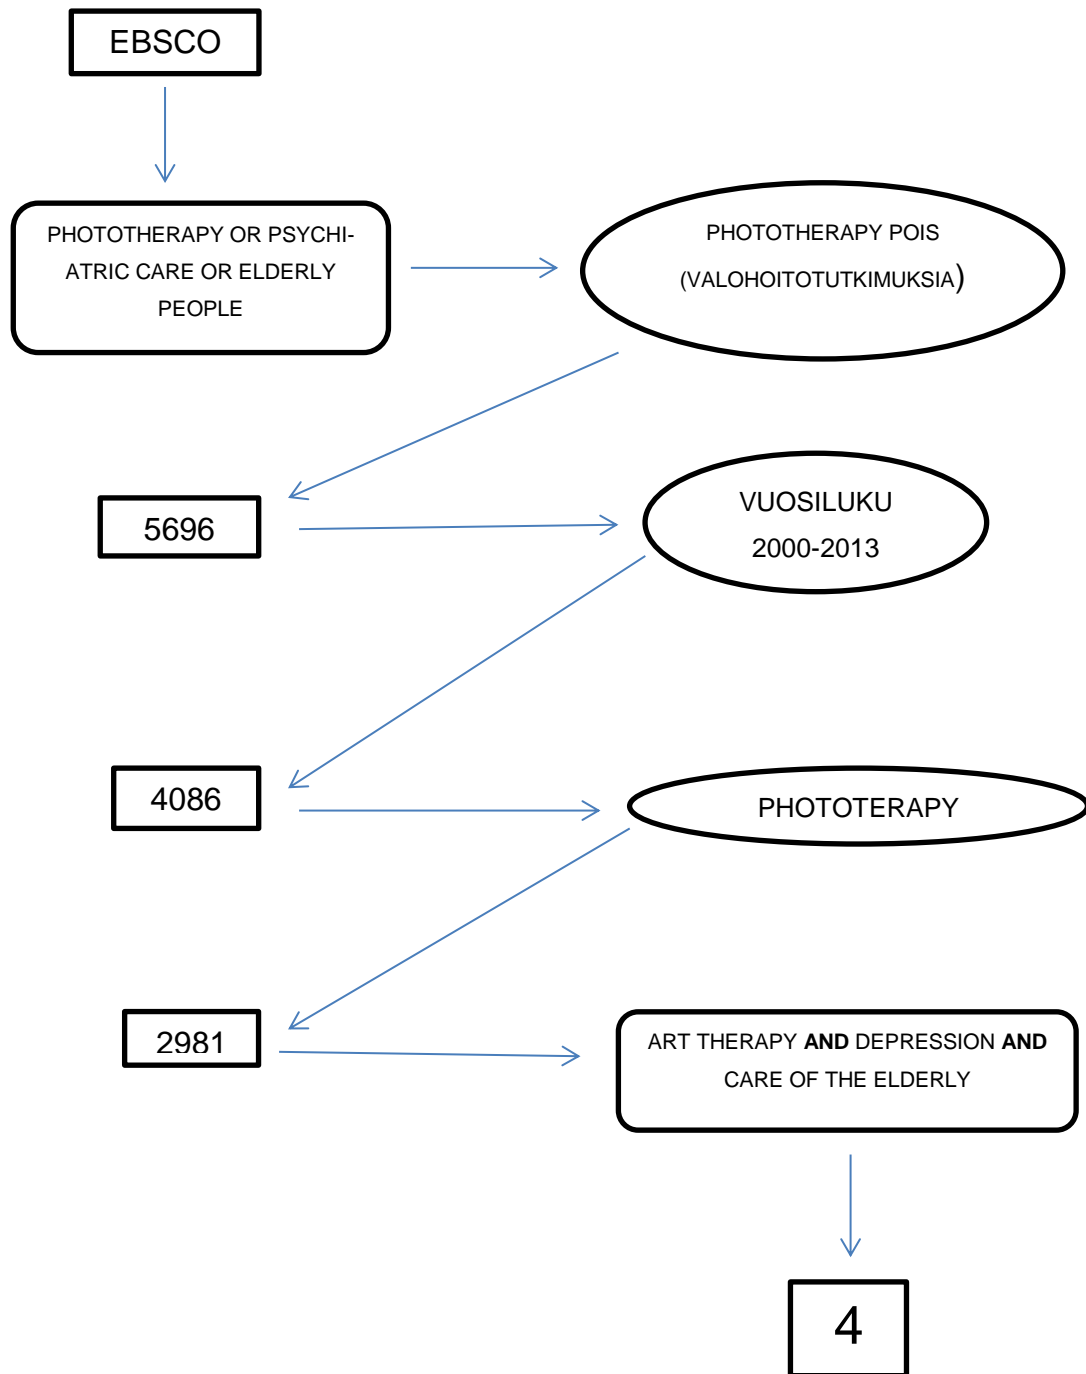 EBSCO
PHOTOTHERAPY OR PSYCHI-
ATRIC CARE OR ELDERLY
PEOPLE
PHOTOTHERAPY POIS
(VALOHOITOTUTKIMUKSIA)
5696
VUOSILUKU
2000-2013
4086
PHOTOTERAPY
2981
ART THERAPY AND DEPRESSION AND
CARE OF THE ELDERLY
4